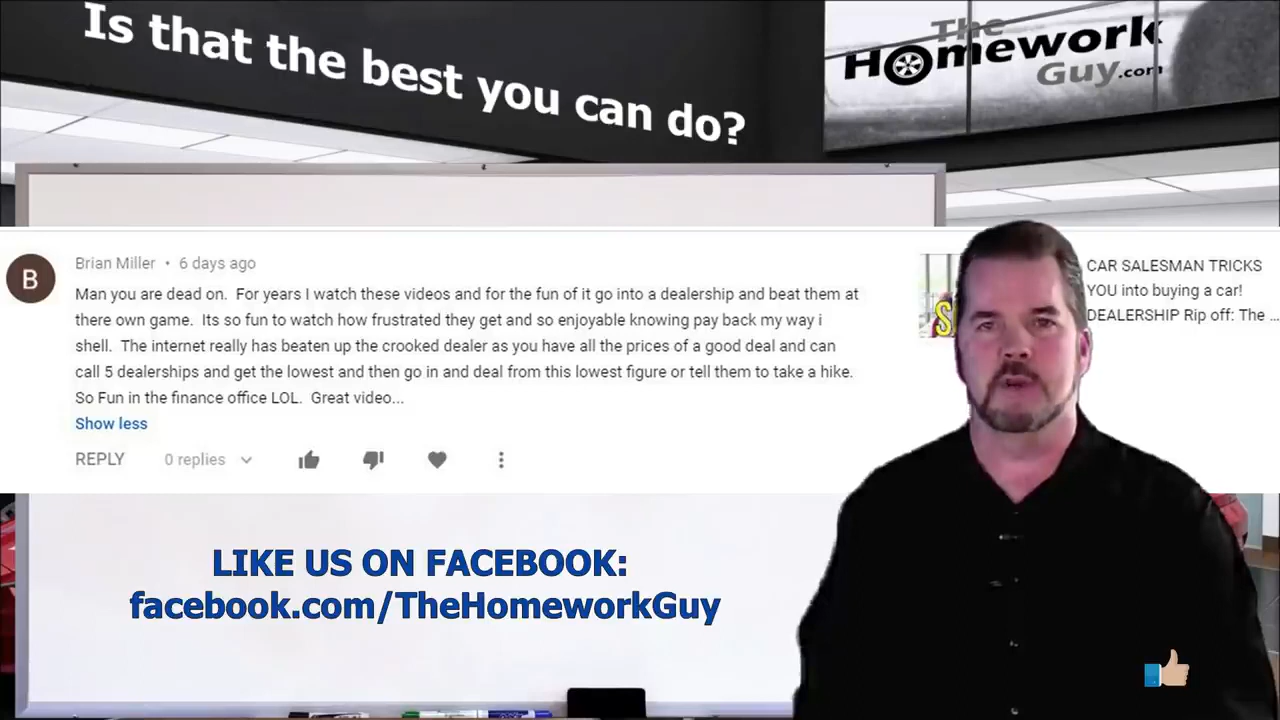 Is that the best you can do?
The
Homework
Guy.com
B
Brian Miller • 6 days ago
Man you are dead on. For years I watch these videos and for the fun of it go into a dealership and beat them at
there own game. Its so fun to watch how frustrated they get and so enjoyable knowing pay back my way i
shell. The internet really has beaten up the crooked dealer as you have all the prices of a good deal and can
call 5 dealerships and get the lowest and then go in and deal from this lowest figure or tell them to take a hike.
So Fun in the finance office LOL. Great video...
Show less
REPLY 0 replies
CAR SALESMAN TRICKS
YOU into buying a car!
DEALERSHIP Rip off: The ...
LIKE US ON FACEBOOK:
facebook.com/TheHomeworkGuy